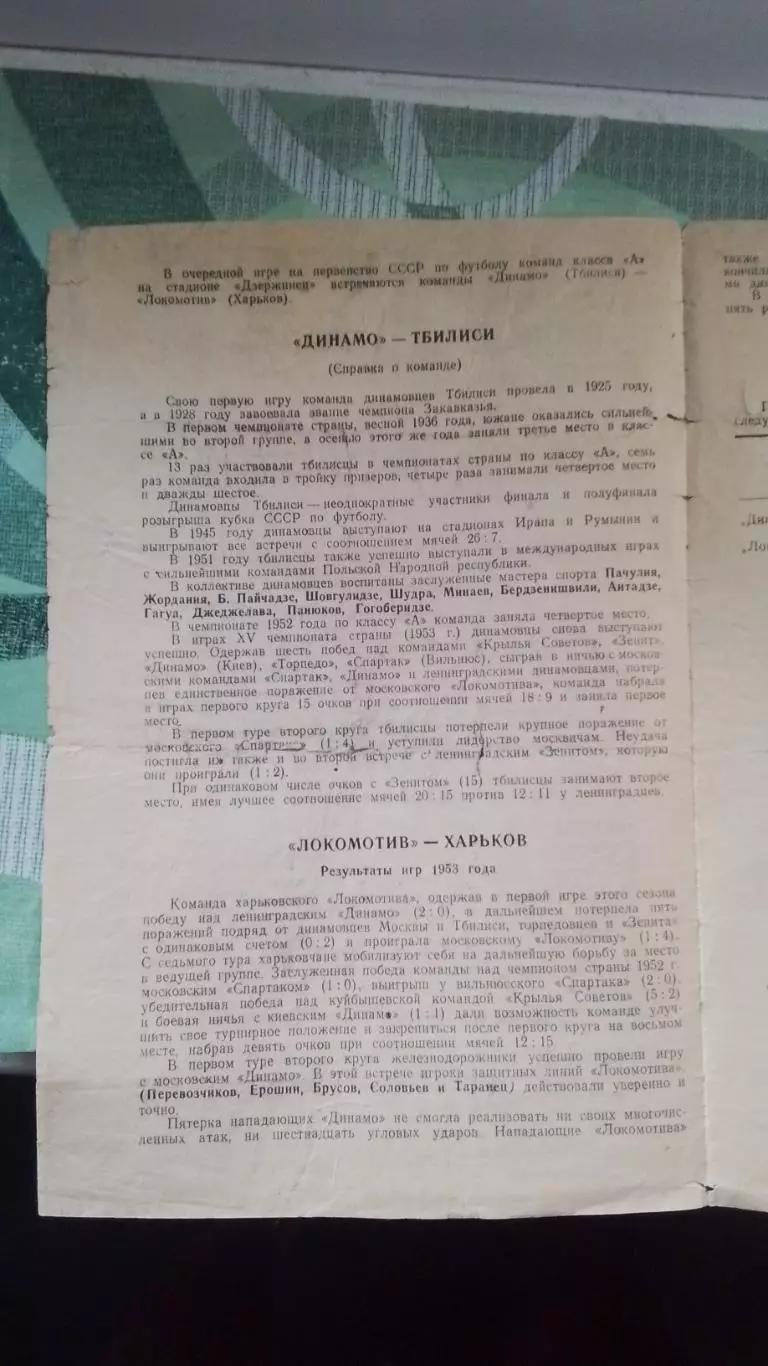 В очередной игре на первенство СССР по футболу команд класса «А»
на стадионе «Дзержинец» встречаются команды «Динамо» (Тбилиси) —
«Локомотив» (Харьков).
«ДИНАМО» — ТБИЛИСИ
(Справка о команде)
Свою первую игру команда динамовцев Тбилиси провела в 1925 году,
а в 1928 году завоевала звание чемпиона Закавказья.
В первом чемпионате страны, весной 1936 года, южане оказались сильней-
шими во второй группе, а осенью этого же года заняли третье место в клас-
се «А».
13 раз участвовали тбилисцы в чемпионатах страны по классу «А», семь
раз команда входила в тройку призеров, четыре раза занимали четвертое место
и дважды шестое.
Динамовцы Тбилиси — неоднократные участники финала и полуфинала
розыгрыша кубка СССР по футболу.
В 1945 году динамовцы выступают на стадионах Ирана и Румынии и
выигрывают все встречи с соотношением мячей 26 : 7.
В 1951 году тбилисцы также успешно выступали в международных играх
с сильнейшими командами Польской Народной республики.
В коллективе динамовцев воспитаны заслуженные мастера спорта Пачулия,
Жордания, Б. Пайчадзе, Шовгулидзе, Шудра, Минаев, Бердзенишвили, Антадзе,
Гагуа, Джеджелава, Панюков, Гогоберидзе.
В чемпионате 1952 года по классу «А» команда заняла четвертое место.
В играх XV чемпионата страны (1953 г.) динамовцы снова выступают
успешно. Одержав шесть побед над командами «Крылья Советов», «Зенит»,
«Динамо» (Киев), «Торпедо», «Спартак» (Вильнюс), сыграв в ничью с москов-
скими командами «Спартак», «Динамо» и ленинградскими динамовцами, потер-
пев единственное поражение от московского «Локомотива», команда набрала
в играх первого круга 15 очков при соотношении мячей 18 : 9 и заняла первое
место.
В первом туре второго круга тбилисцы потерпели крупное поражение от
московского «Спартака» (1 : 4) и уступили лидерство москвичам. Неудача
постигла их также и во второй встрече с ленинградским «Зенитом», которую
они проиграли (1 : 2).
При одинаковом числе очков с «Зенитом» (15) тбилисцы занимают второе
место, имея лучшее соотношение мячей 20 : 15 против 12 : 11 у ленинградцев.
«ЛОКОМОТИВ» — ХАРЬКОВ
Результаты игр 1953 года
Команда харьковского «Локомотива», одержав в первой игре этого сезона
победу над ленинградским «Динамо» (2 : 0), в дальнейшем потерпела пять
поражений подряд от динамовцев Москвы и Тбилиси, торпедовцев и «Зенита»
с одинаковым счетом (0 : 2) и проиграла московскому «Локомотиву» (1 : 4).
С седьмого тура харьковчане мобилизуют себя на дальнейшую борьбу за место
в ведущей группе. Заслуженная победа команды над чемпионом страны 1952 г.
московским «Спартаком» (1 : 0), выигрыш у вильнюсского «Спартака» (2 : 0),
убедительная победа над куйбышевской командой «Крылья Советов» (5 : 2)
и боевая ничья с киевским «Динамо» (1 : 1) дали возможность команде улуч-
шить свое турнирное положение и закрепиться после первого круга на восьмом
месте, набрав девять очков при соотношении мячей 12 : 15.
В первом туре второго круга железнодорожники успешно провели игру
с московским «Динамо». В этой встрече игроки защитных линий «Локомотива»
(Перевозчиков, Ерошин, Брусов, Соловьев и Таранец) действовали уверенно и
точно.
Пятерка нападающих «Динамо» не смогла реализовать ни своих многочис-
ленных атак, ни шестнадцать угловых ударов. Нападающие «Локомотива»
также
кончил
ми
В
пять р
следу
„Ди
„Ло